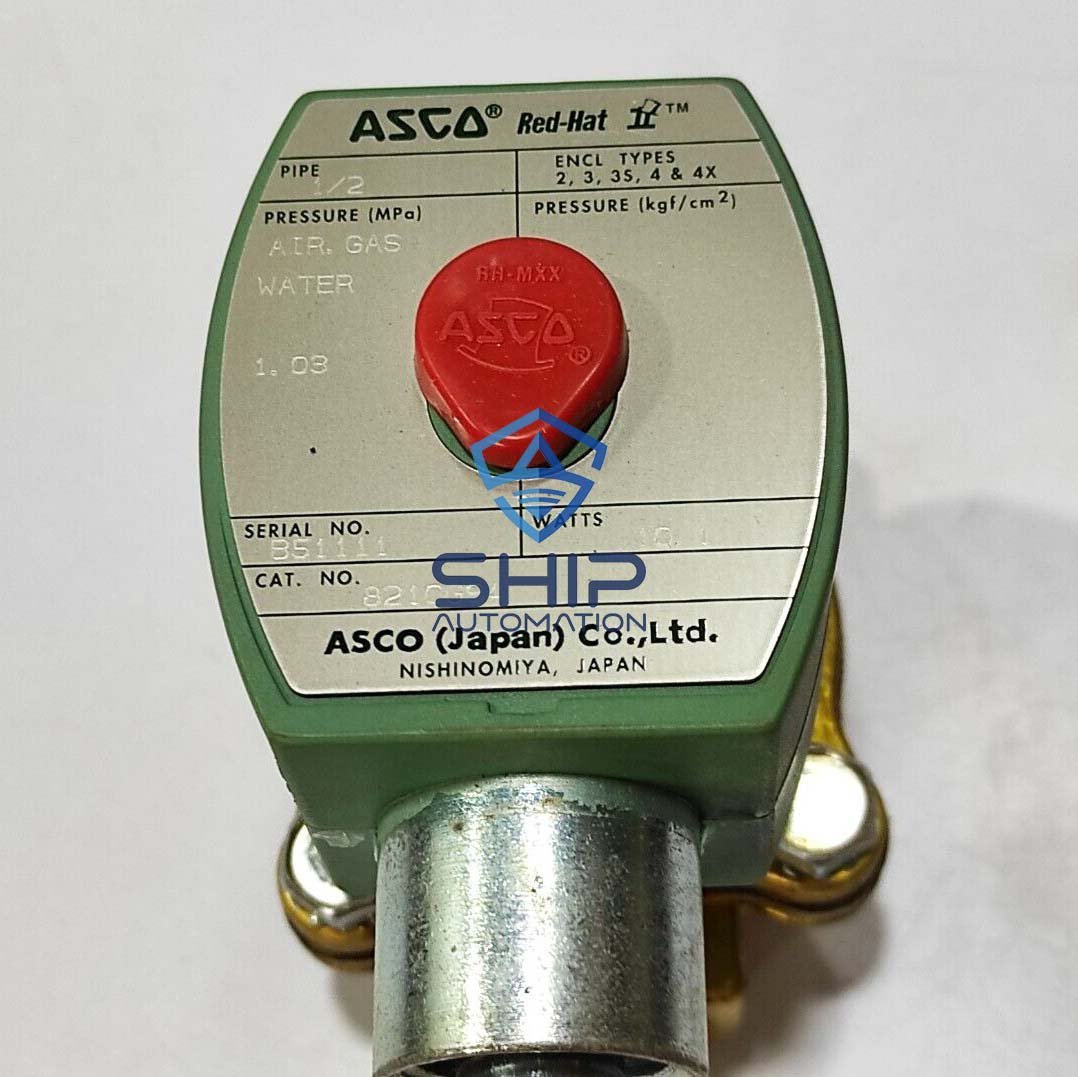 ASCO® Red-Hat II™
PIPE 1/2
ENCL TYPES
2, 3, 3S, 4 & 4X
PRESSURE (MPa)
PRESSURE (kgf/cm²)
AIR. GAS
WATER
1.03
RH-MXX
ASCO®
SERIAL NO. B51111
WATTS 10.1
CAT. NO.
SHIP
AUTOMATION
ASCO (Japan) Co.,Ltd.
NISHINOMIYA, JAPAN